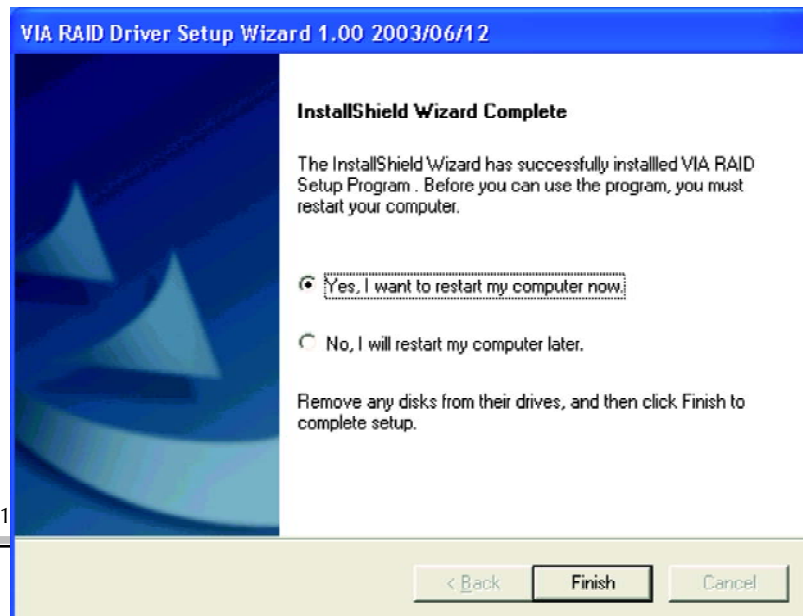 VIA RAID Driver Setup Wizard 1.00 2003/06/12
InstallShield Wizard Complete
The InstallShield Wizard has successfully installled VIA RAID
Setup Program . Before you can use the program, you must
restart your computer.
Yes, I want to restart my computer now.
No, I will restart my computer later.
Remove any disks from their drives, and then click Finish to
complete setup.
1
< Back
Finish
Cancel